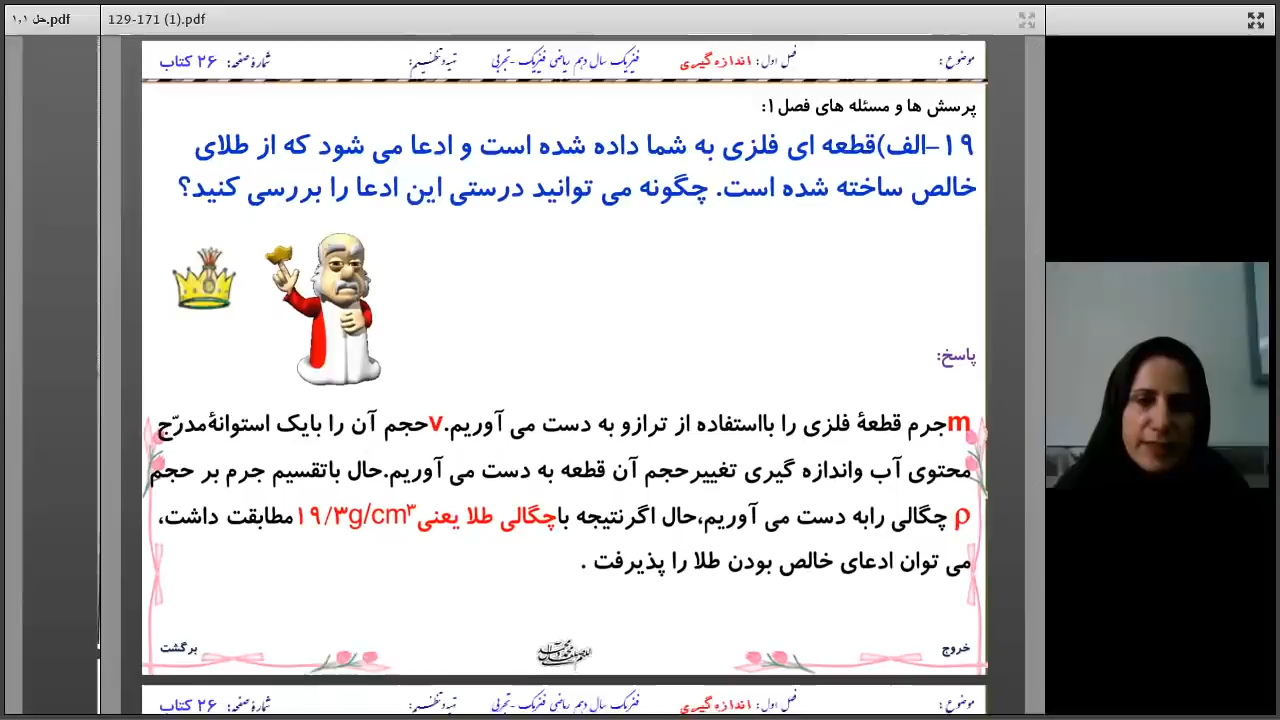 حل ۱,۱.pdf
129-171 (1).pdf
موضوع : فصل اول: اندازه گیری فیزیک سال دهم ریاضی فیزیک -تجربی تهیه و تنظیم: شمارهٔ صفحه: ۲۶ کتاب
پرسش ها و مسئله های فصل ۱:
۱۹-الف)قطعه ای فلزی به شما داده شده است و ادعا می شود که از طلای
خالص ساخته شده است. چگونه می توانید درستی این ادعا را بررسی کنید؟
پاسخ:
mجرم قطعهٔ فلزی را بااستفاده از ترازو به دست می آوریم.vحجم آن را بایک استوانهٔمدرّج
محتوی آب واندازه گیری تغییرحجم آن قطعه به دست می آوریم.حال باتقسیم جرم بر حجم
ρ چگالی رابه دست می آوریم،حال اگرنتیجه باچگالی طلا یعنی۱۹/۳g/cm³مطابقت داشت،
می توان ادعای خالص بودن طلا را پذیرفت .
خروج
برگشت
موضوع : فصل اول: اندازه گیری فیزیک سال دهم ریاضی فیزیک -تجربی تهیه و تنظیم: شمارهٔ صفحه: ۲۶ کتاب